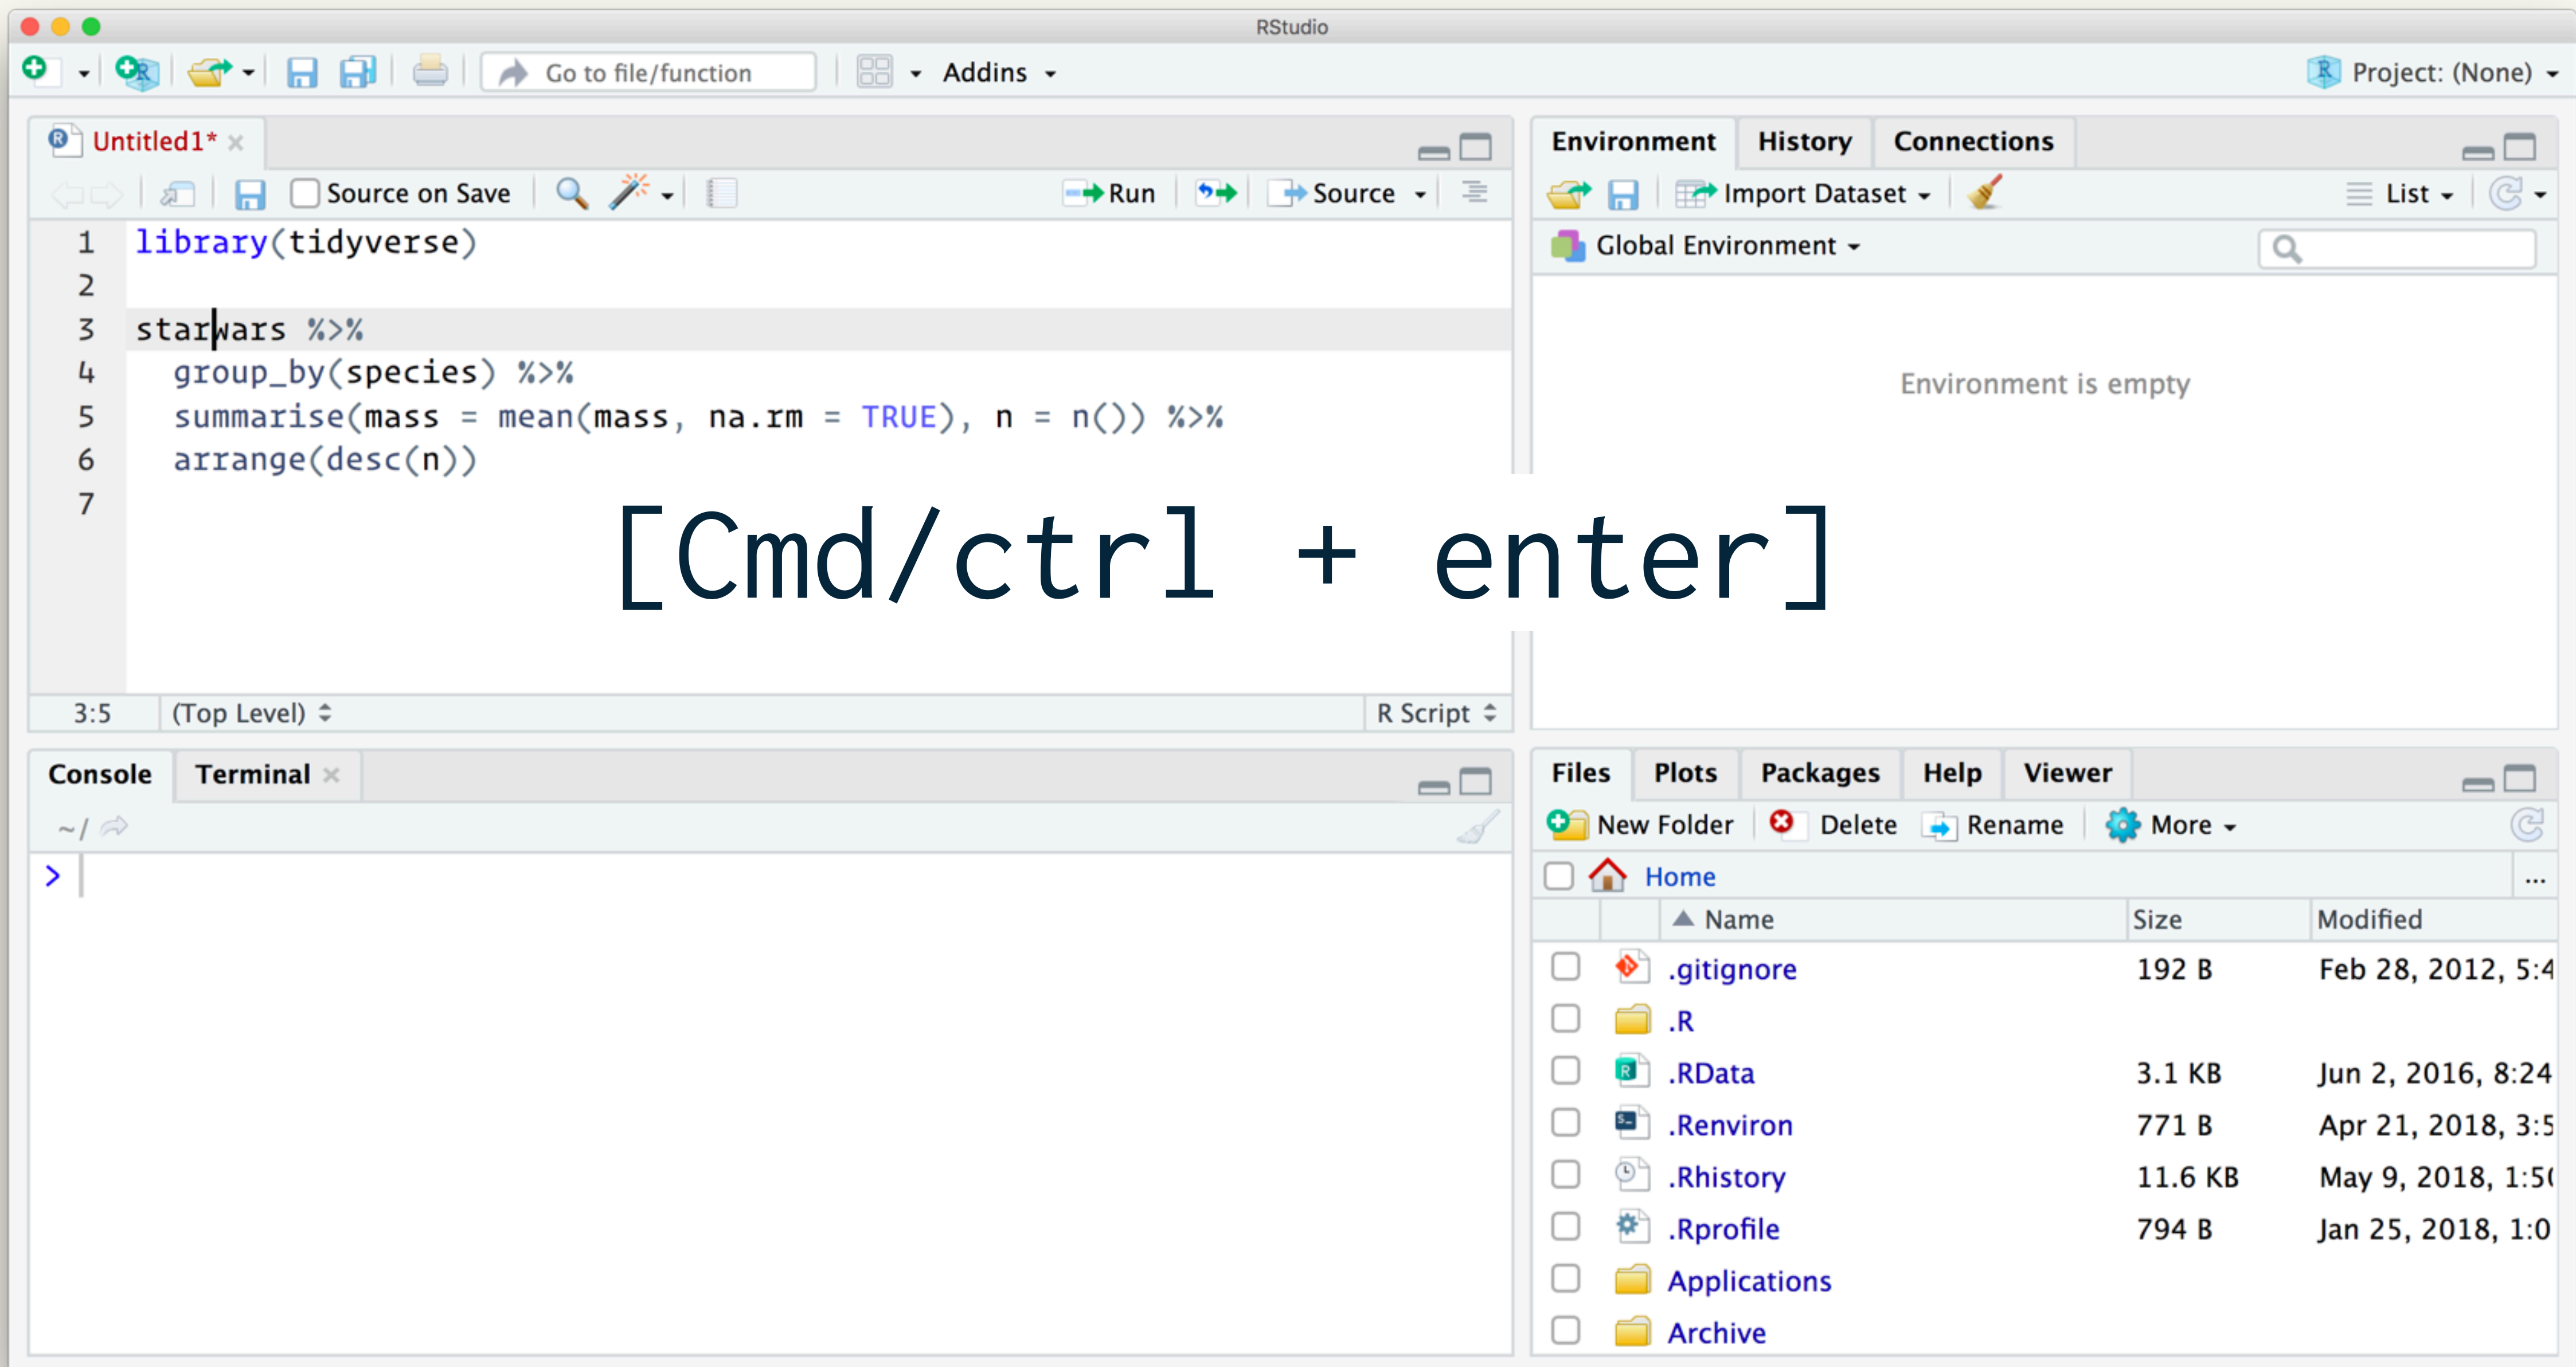 RStudio
Go to file/function
Addins
Project: (None)
Untitled1*
Source on Save
Run
Source
1 library(tidyverse)
2
3 starwars %>%
4   group_by(species) %>%
5   summarise(mass = mean(mass, na.rm = TRUE), n = n()) %>%
6   arrange(desc(n))
7
[Cmd/ctrl + enter]
3:5 (Top Level) R Script
Environment History Connections
Import Dataset List
Global Environment
Environment is empty
Console Terminal
~/
>
Files Plots Packages Help Viewer
New Folder Delete Rename More
Home ...
Name Size Modified
.gitignore 192 B Feb 28, 2012, 5:4
.R
.RData 3.1 KB Jun 2, 2016, 8:24
.Renviron 771 B Apr 21, 2018, 3:5
.Rhistory 11.6 KB May 9, 2018, 1:5
.Rprofile 794 B Jan 25, 2018, 1:0
Applications
Archive